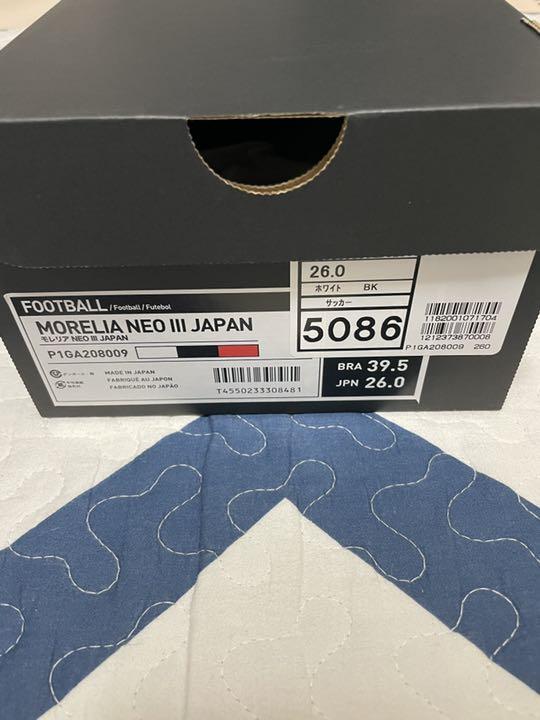 26.0
ホワイト BK
サッカー
5086
1182001071704
1212373870008
P1GA208009 260
FOOTBALL / Football / Futebol
MORELIA NEO III JAPAN
モレリア NEO III JAPAN
P1GA208009
MADE IN JAPAN
FABRIQUÉ AU JAPON
FABRICADO NO JAPÃO
T4550233308481
BRA 39.5
JPN 26.0